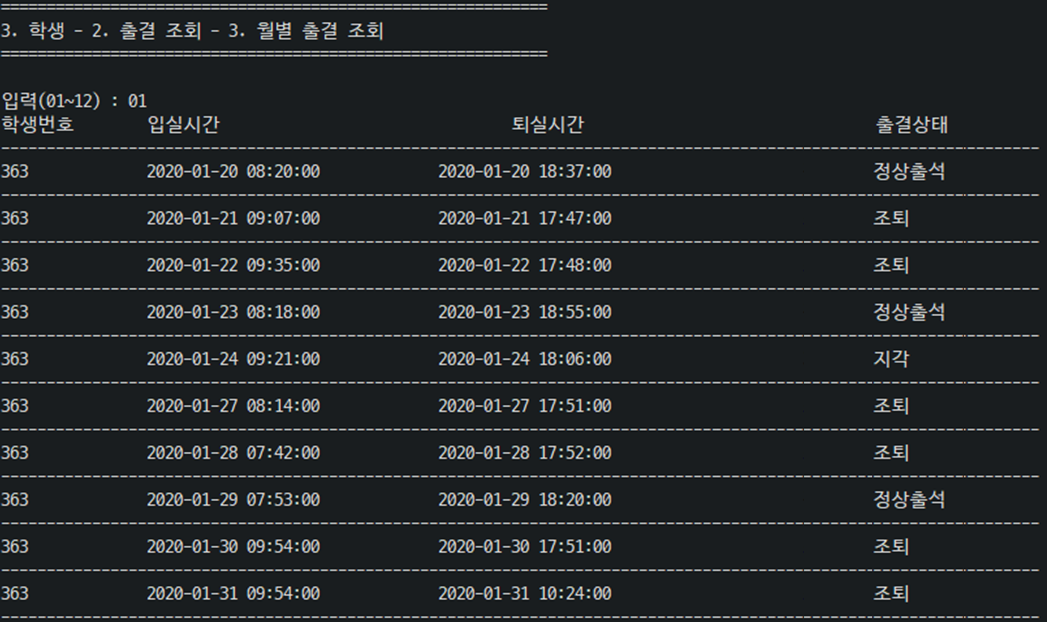 ============================================================
3. 학생 - 2. 출결 조회 - 3. 월별 출결 조회
============================================================
입력(01~12) : 01
학생번호 입실시간 퇴실시간 출결상태
363 2020-01-20 08:20:00 2020-01-20 18:37:00 정상출석
363 2020-01-21 09:07:00 2020-01-21 17:47:00 조퇴
363 2020-01-22 09:35:00 2020-01-22 17:48:00 조퇴
363 2020-01-23 08:18:00 2020-01-23 18:55:00 정상출석
363 2020-01-24 09:21:00 2020-01-24 18:06:00 지각
363 2020-01-27 08:14:00 2020-01-27 17:51:00 조퇴
363 2020-01-28 07:42:00 2020-01-28 17:52:00 조퇴
363 2020-01-29 07:53:00 2020-01-29 18:20:00 정상출석
363 2020-01-30 09:54:00 2020-01-30 17:51:00 조퇴
363 2020-01-31 09:54:00 2020-01-31 10:24:00 조퇴